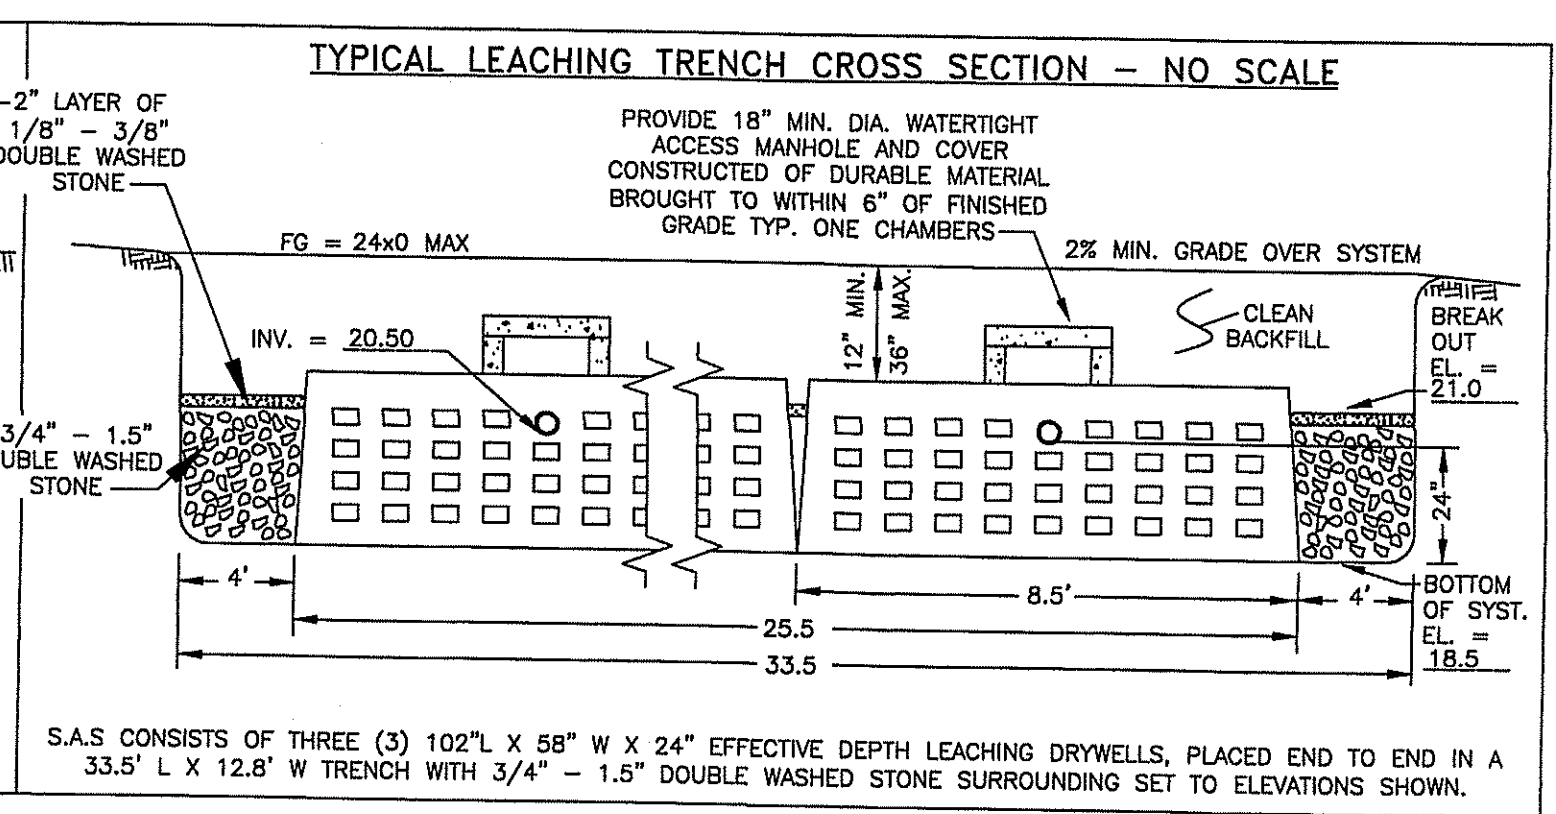 TYPICAL LEACHING TRENCH CROSS SECTION - NO SCALE
-2" LAYER OF
1/8" - 3/8"
DOUBLE WASHED
STONE
PROVIDE 18" MIN. DIA. WATERTIGHT
ACCESS MANHOLE AND COVER
CONSTRUCTED OF DURABLE MATERIAL
BROUGHT TO WITHIN 6" OF FINISHED
GRADE TYP. ONE CHAMBERS
FG = 24x0 MAX
2% MIN. GRADE OVER SYSTEM
12" MIN.
36" MAX.
CLEAN
BACKFILL
BREAK
OUT
EL. =
21.0
INV. = 20.50
3/4" - 1.5"
UBLE WASHED
STONE
24"
4'
8.5'
4'
BOTTOM
OF SYST.
EL. =
18.5
25.5
33.5
S.A.S CONSISTS OF THREE (3) 102"L X 58" W X 24" EFFECTIVE DEPTH LEACHING DRYWELLS, PLACED END TO END IN A
33.5' L X 12.8' W TRENCH WITH 3/4" - 1.5" DOUBLE WASHED STONE SURROUNDING SET TO ELEVATIONS SHOWN.